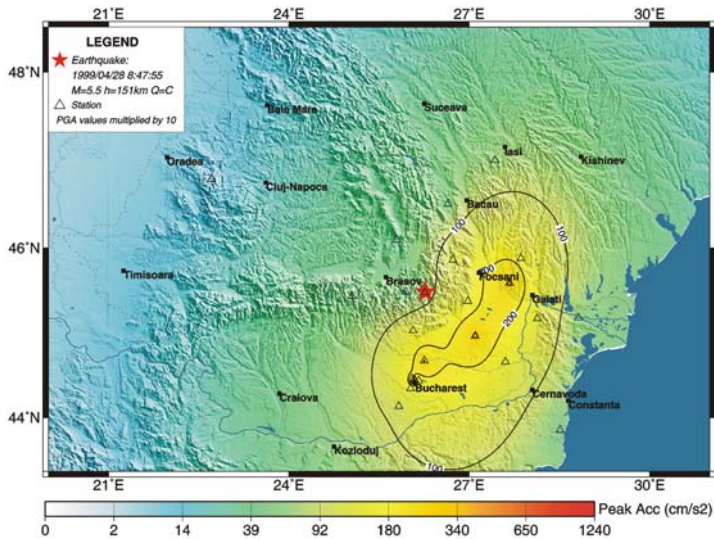 21°E 24°E 27°E 30°E
LEGEND
Earthquake:
1999/04/28 8:47:55
M=5.5 h=151km Q=C
Station
PGA values multiplied by 10
48°N
Baia Mare
Suceava
Oradea
Iasi
Kishinev
Cluj-Napoca
Bacau
46°N
100
100
Timisoara
Brasov
Focsani
Galati
200
Bucharest
44°N
Craiova
Cernavoda
Constanta
Kozloduj
100
21°E 24°E 27°E 30°E
Peak Acc (cm/s2)
0 2 14 39 92 180 340 650 1240